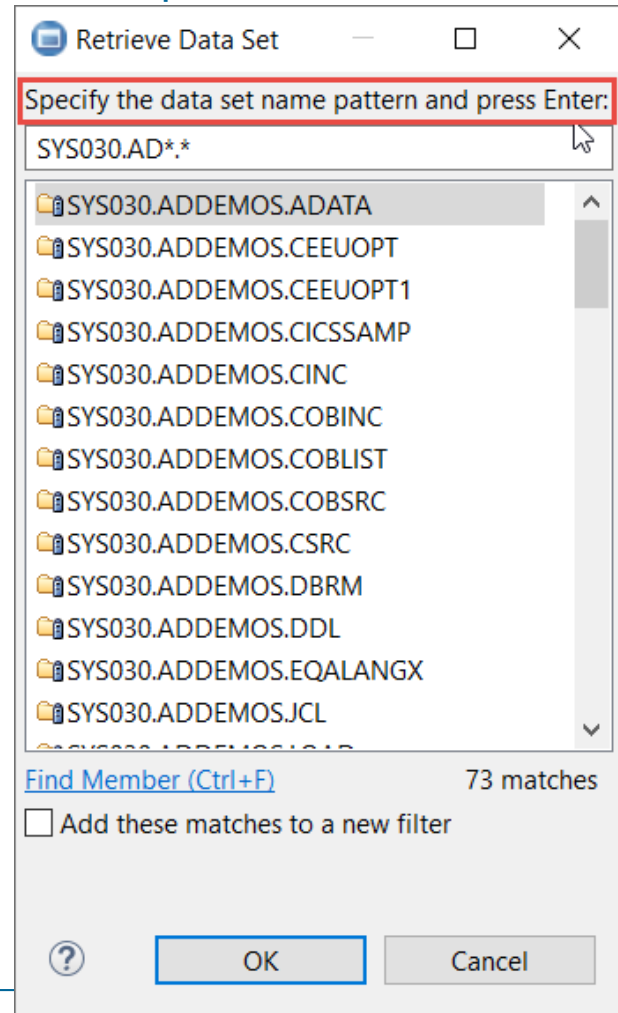 Retrieve Data Set
Specify the data set name pattern and press Enter:
SYS030.AD*.*
SYS030.ADDEMOS.ADATA
SYS030.ADDEMOS.CEEUOPT
SYS030.ADDEMOS.CEEUOPT1
SYS030.ADDEMOS.CICSSAMP
SYS030.ADDEMOS.CINC
SYS030.ADDEMOS.COBINC
SYS030.ADDEMOS.COBLIST
SYS030.ADDEMOS.COBSRC
SYS030.ADDEMOS.CSRC
SYS030.ADDEMOS.DBRM
SYS030.ADDEMOS.DDL
SYS030.ADDEMOS.EQALANGX
SYS030.ADDEMOS.JCL
Find Member (Ctrl+F) 73 matches
Add these matches to a new filter
? OK Cancel